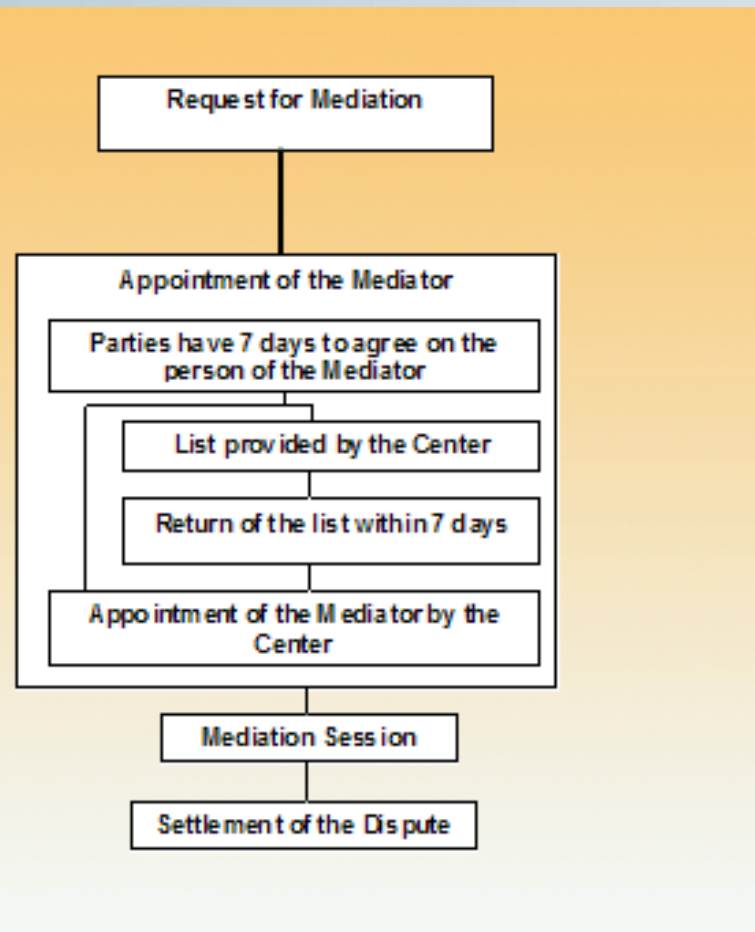 Request for Mediation
Appointment of the Mediator
Parties have 7 days to agree on the
person of the Mediator
List provided by the Center
Return of the list within 7 days
Appointment of the Mediator by the
Center
Mediation Session
Settlement of the Dispute